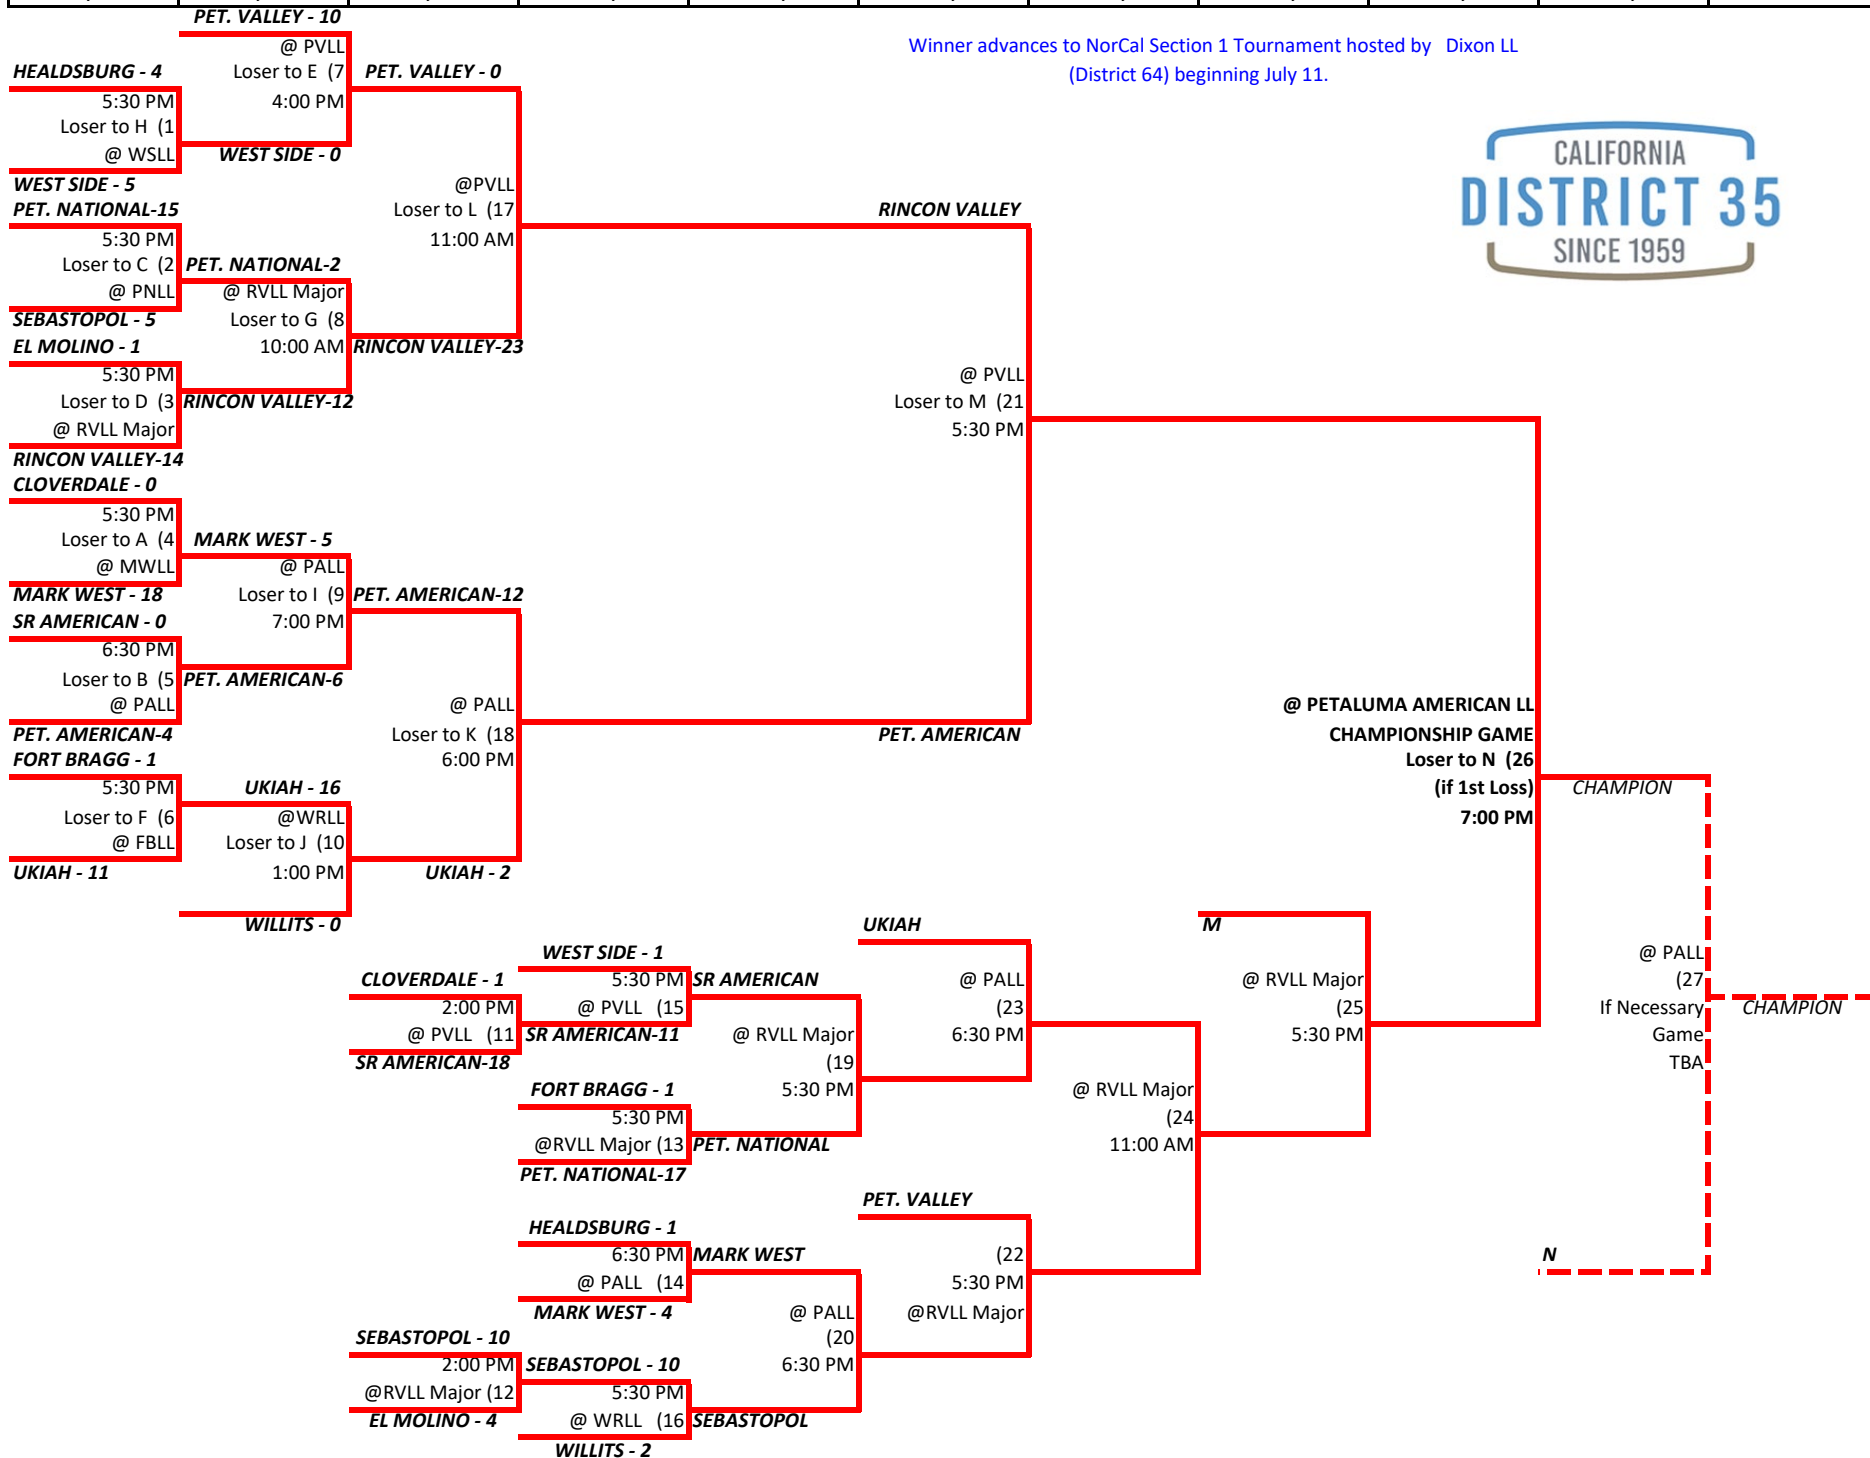 PET. VALLEY - 10
@ PVLL
Loser to E (7
4:00 PM
WEST SIDE - 0
HEALDSBURG - 4
5:30 PM
Loser to H (1
@ WSLL
WEST SIDE - 5
PET. NATIONAL-15
5:30 PM
Loser to C (2
@ PNLL
SEBASTOPOL - 5
EL MOLINO - 1
5:30 PM
Loser to D (3
@ RVLL Major
RINCON VALLEY-14
CLOVERDALE - 0
5:30 PM
Loser to A (4
@ MWLL
MARK WEST - 18
SR AMERICAN - 0
6:30 PM
Loser to B (5
@ PALL
PET. AMERICAN-4
FORT BRAGG - 1
5:30 PM
Loser to F (6
@ FBLL
UKIAH - 11
PET. NATIONAL-2
@ RVLL Major
Loser to G (8
10:00 AM
RINCON VALLEY-12
MARK WEST - 5
@ PALL
Loser to I (9
7:00 PM
PET. AMERICAN-6
UKIAH - 16
@WRLL
Loser to J (10
1:00 PM
WILLITS - 0
PET. VALLEY - 0
@PVLL
Loser to L (17
11:00 AM
RINCON VALLEY-23
PET. AMERICAN-12
@ PALL
Loser to K (18
6:00 PM
UKIAH - 2
RINCON VALLEY
@ PVLL
Loser to M (21
5:30 PM
PET. AMERICAN
Winner advances to NorCal Section 1 Tournament hosted by Dixon LL
(District 64) beginning July 11.
CALIFORNIA
DISTRICT 35
SINCE 1959
@ PETALUMA AMERICAN LL
CHAMPIONSHIP GAME
Loser to N (26
(if 1st Loss)
7:00 PM
CHAMPION
CLOVERDALE - 1
2:00 PM
@ PVLL (11
SR AMERICAN-18
WEST SIDE - 1
5:30 PM
@ PVLL (15
SR AMERICAN-11
FORT BRAGG - 1
5:30 PM
@RVLL Major (13
PET. NATIONAL-17
HEALDSBURG - 1
6:30 PM
@ PALL (14
MARK WEST - 4
SEBASTOPOL - 10
2:00 PM
@RVLL Major (12
EL MOLINO - 4
SEBASTOPOL - 10
5:30 PM
@ WRLL (16
WILLITS - 2
SR AMERICAN
@ RVLL Major
(19
5:30 PM
PET. NATIONAL
MARK WEST
@ PALL
(20
6:30 PM
SEBASTOPOL
UKIAH
@ PALL
(23
6:30 PM
PET. VALLEY
(22
5:30 PM
@RVLL Major
@ RVLL Major
(24
11:00 AM
M
@ RVLL Major
(25
5:30 PM
@ PALL
(27
If Necessary
Game
TBA
N
CHAMPION